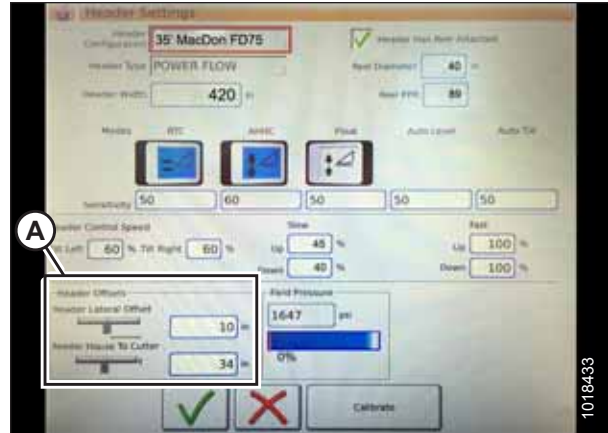 Header Settings
Header Configuration
35' MacDon FD75
Header Has Reel Attached
Header Type
POWER FLOW
Reel Diameter
40 in
Header Width
420 in
Reel PPR
89
Modes RTC AHHC Float Auto Level Auto Tilt
Sensitivity 50 60 50 50 50
Header Control Speed
Slow
Fast
Tilt Left 60 % Tilt Right 60 %
Up 45 %
Up 100 %
Down 40 %
Down 100 %
A
Header Offsets
Header Lateral Offset
10 in
Feeder House To Cutter
34 in
Field Pressure
1647 psi
0%
Calibrate
1018433